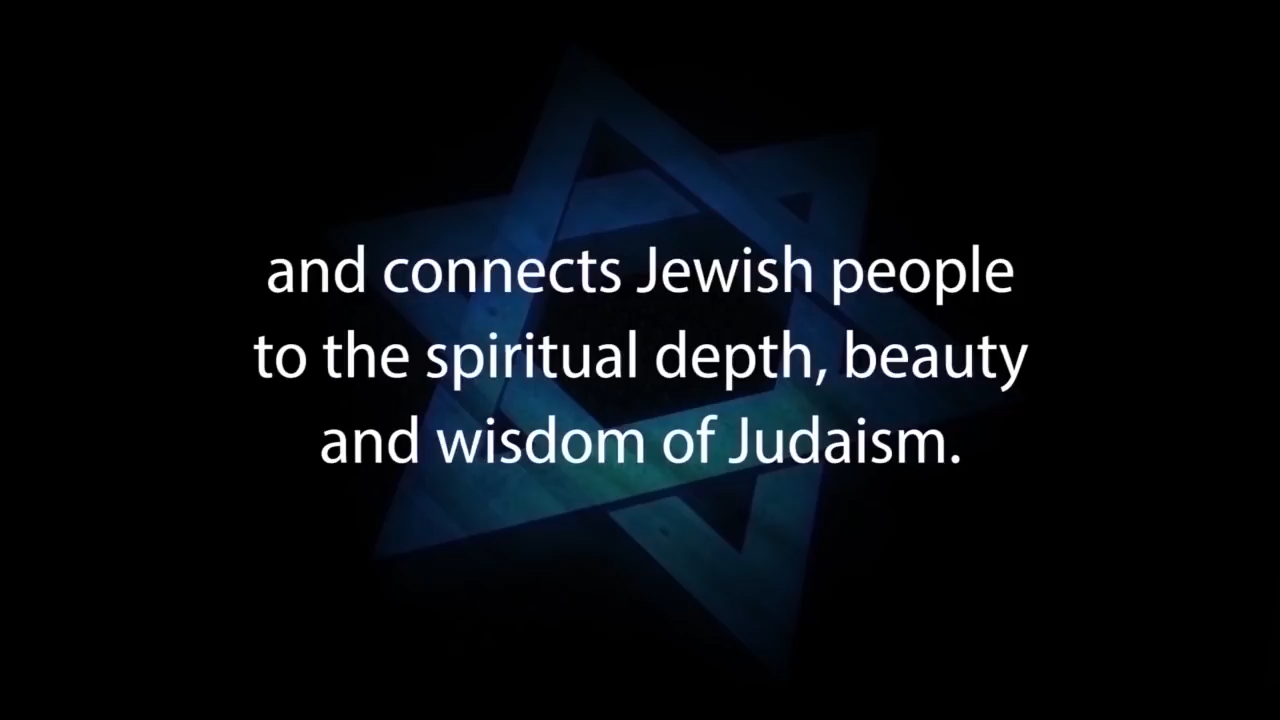 and connects Jewish people
to the spiritual depth, beauty
and wisdom of Judaism.